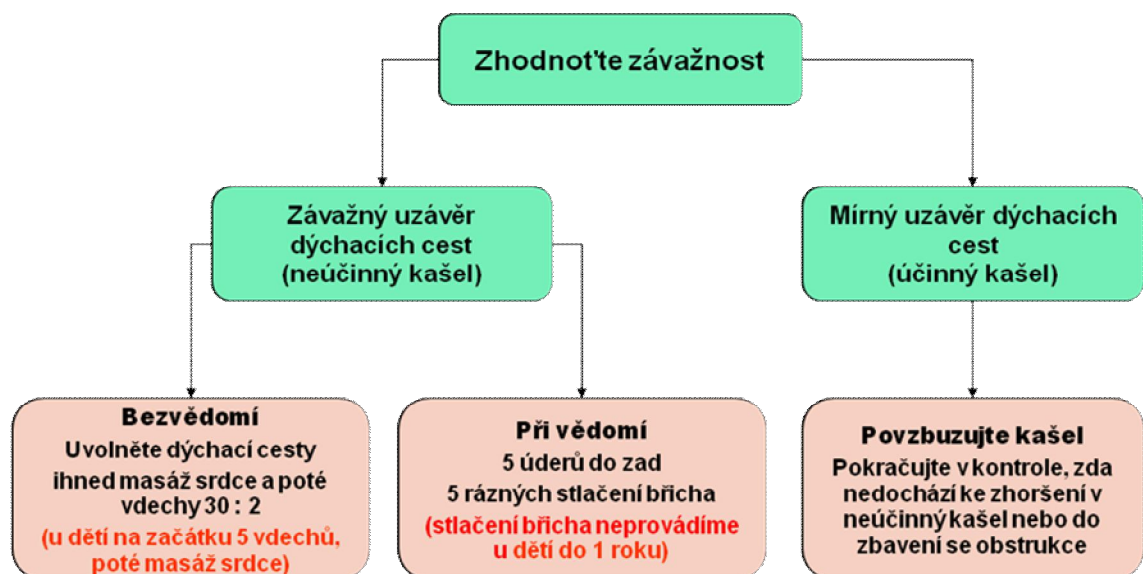 Zhodnoťte závažnost
Závažný uzávěr
dýchacích cest
(neúčinný kašel)
Mírný uzávěr dýchacích
cest
(účinný kašel)
Bezvědomí
Uvolněte dýchací cesty
ihned masáž srdce a poté
vdechy 30 : 2
(u dětí na začátku 5 vdechů,
poté masáž srdce)
Při vědomí
5 úderů do zad
5 rázných stlačení břicha
(stlačení břicha neprovádíme
u dětí do 1 roku)
Povzbuzujte kašel
Pokračujte v kontrole, zda
nedochází ke zhoršení v
neúčinný kašel nebo do
zbavení se obstrukce